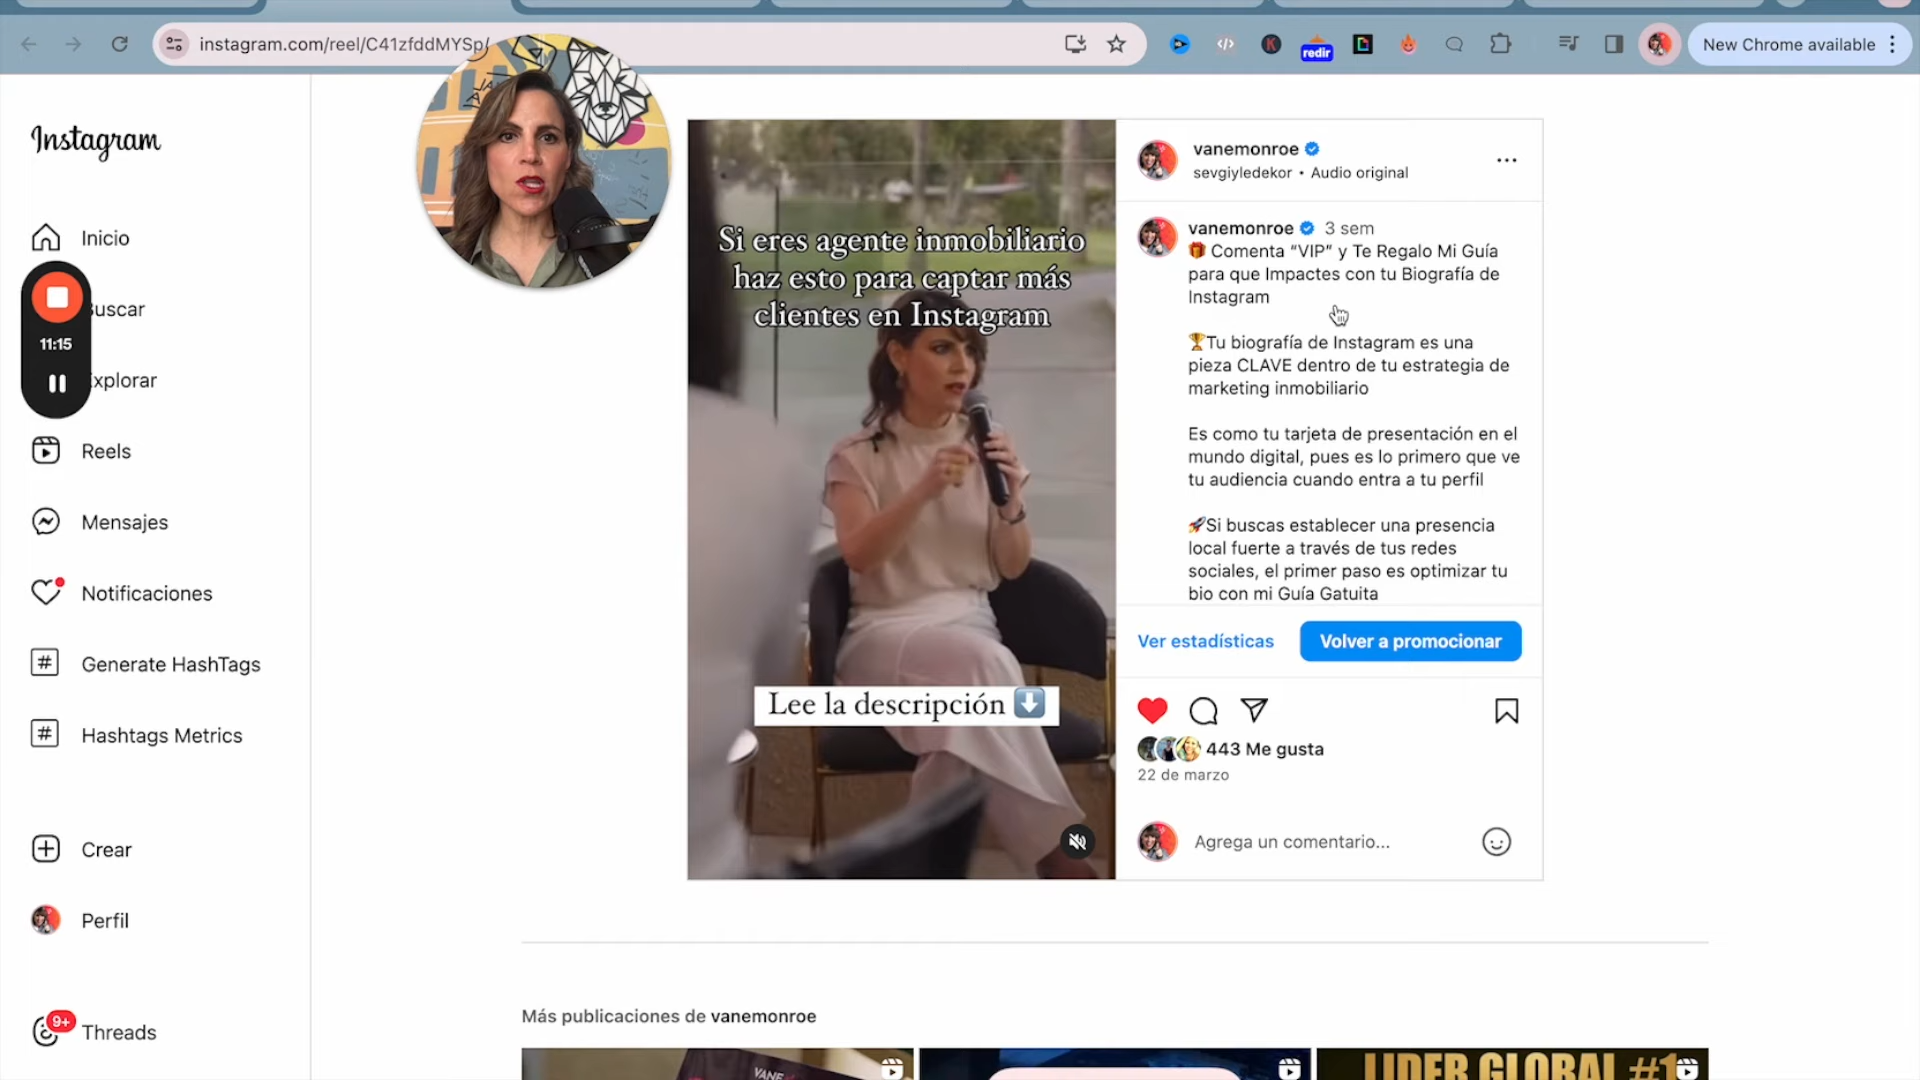 instagram.com/reel/C41zfddMYSp/
redir
New Chrome available
Instagram
Inicio
Buscar
11:15
Explorar
Reels
Mensajes
Notificaciones
# Generate HashTags
# Hashtags Metrics
Crear
Perfil
9+
Threads
Si eres agente inmobiliario
haz esto para captar más
clientes en Instagram
Lee la descripción ⬇️
vanemonroe
sevgiyledekor • Audio original
vanemonroe 3 sem
🎁 Comenta “VIP” y Te Regalo Mi Guía
para que Impactes con tu Biografía de
Instagram
🏆Tu biografía de Instagram es una
pieza CLAVE dentro de tu estrategia de
marketing inmobiliario
Es como tu tarjeta de presentación en el
mundo digital, pues es lo primero que ve
tu audiencia cuando entra a tu perfil
🚀Si buscas establecer una presencia
local fuerte a través de tus redes
sociales, el primer paso es optimizar tu
bio con mi Guía Gatuita
Ver estadísticas
Volver a promocionar
443 Me gusta
22 de marzo
Agrega un comentario...
Más publicaciones de vanemonroe
VANE
LIDER GLOBAL #1